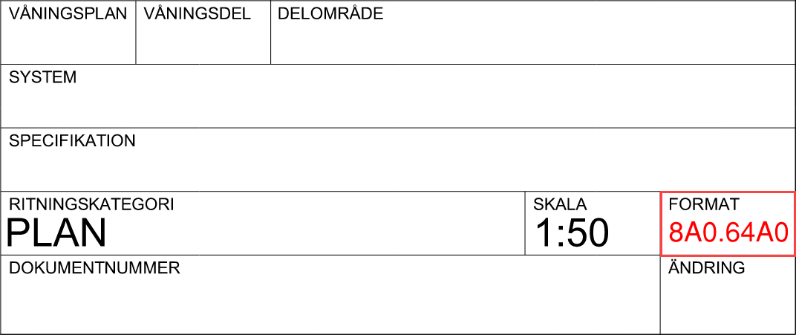 VÅNINGSPLAN VÅNINGSDEL DELOMRÅDE
SYSTEM
SPECIFIKATION
RITNINGSKATEGORI SKALA FORMAT
PLAN 1:50 8A0.64A0
DOKUMENTNUMMER ÄNDRING